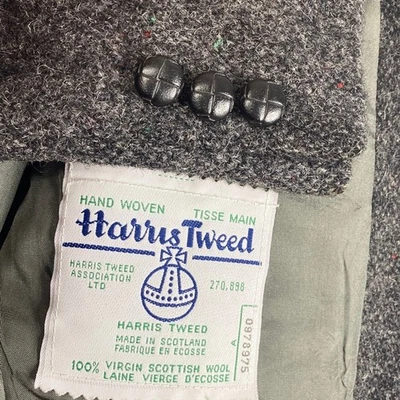 HAND WOVEN TISSE MAIN
Harris Tweed
HARRIS TWEED
ASSOCIATION
LTD
270.898
HARRIS TWEED
MADE IN SCOTLAND
FABRIQUE EN ECOSSE
100% VIRGIN SCOTTISH WOOL
LAINE VIERGE D'ECOSSE
0978975 A